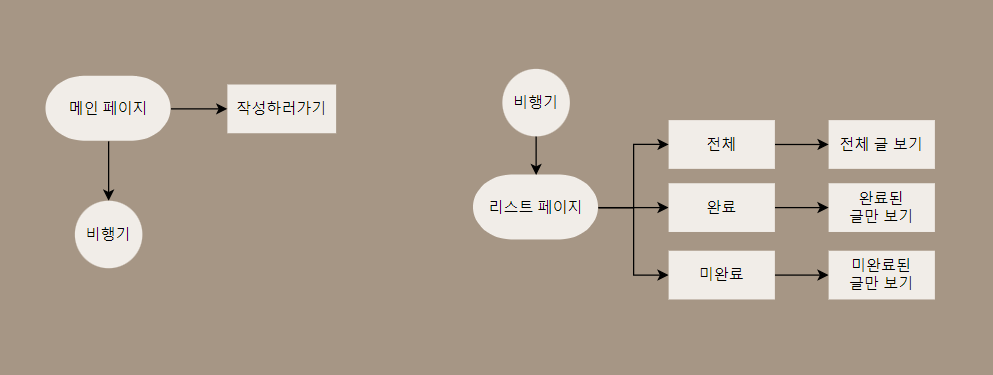 메인 페이지
작성하러가기
비행기
비행기
리스트 페이지
전체
전체 글 보기
완료
완료된
글만 보기
미완료
미완료된
글만 보기